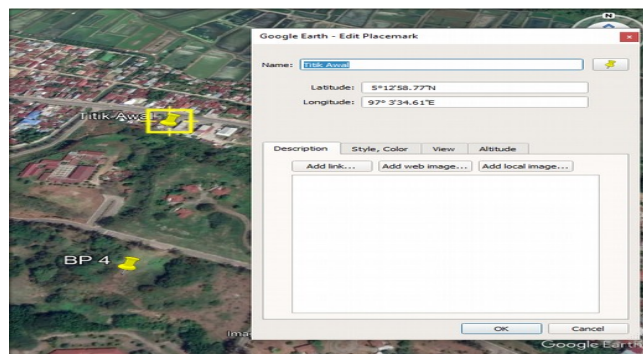 N
Google Earth - Edit Placemark
Name: Titik Awal
Latitude: 5°12'58.77"N
Longitude: 97° 3'34.61"E
Titik Awal
Description Style, Color View Altitude
Add link... Add web image... Add local image...
BP 4
Ima
OK Cancel
Google Earth